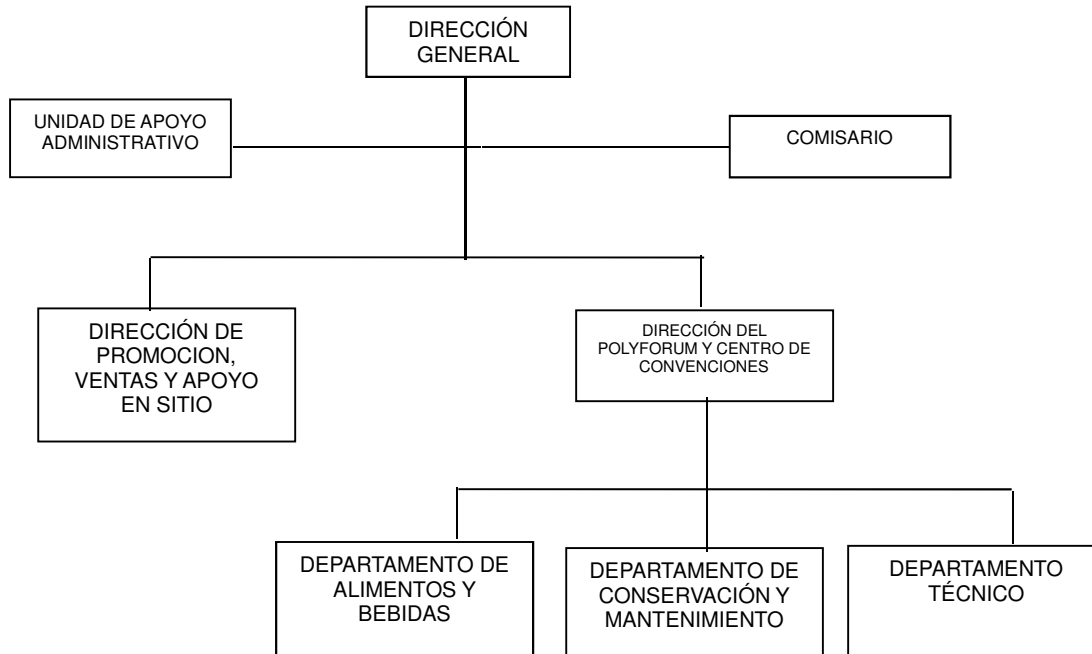 DIRECCIÓN
GENERAL
UNIDAD DE APOYO
ADMINISTRATIVO
COMISARIO
DIRECCIÓN DE
PROMOCION,
VENTAS Y APOYO
EN SITIO
DIRECCIÓN DEL
POLYFORUM Y CENTRO DE
CONVENCIONES
DEPARTAMENTO DE
ALIMENTOS Y
BEBIDAS
DEPARTAMENTO DE
CONSERVACIÓN Y
MANTENIMIENTO
DEPARTAMENTO
TÉCNICO